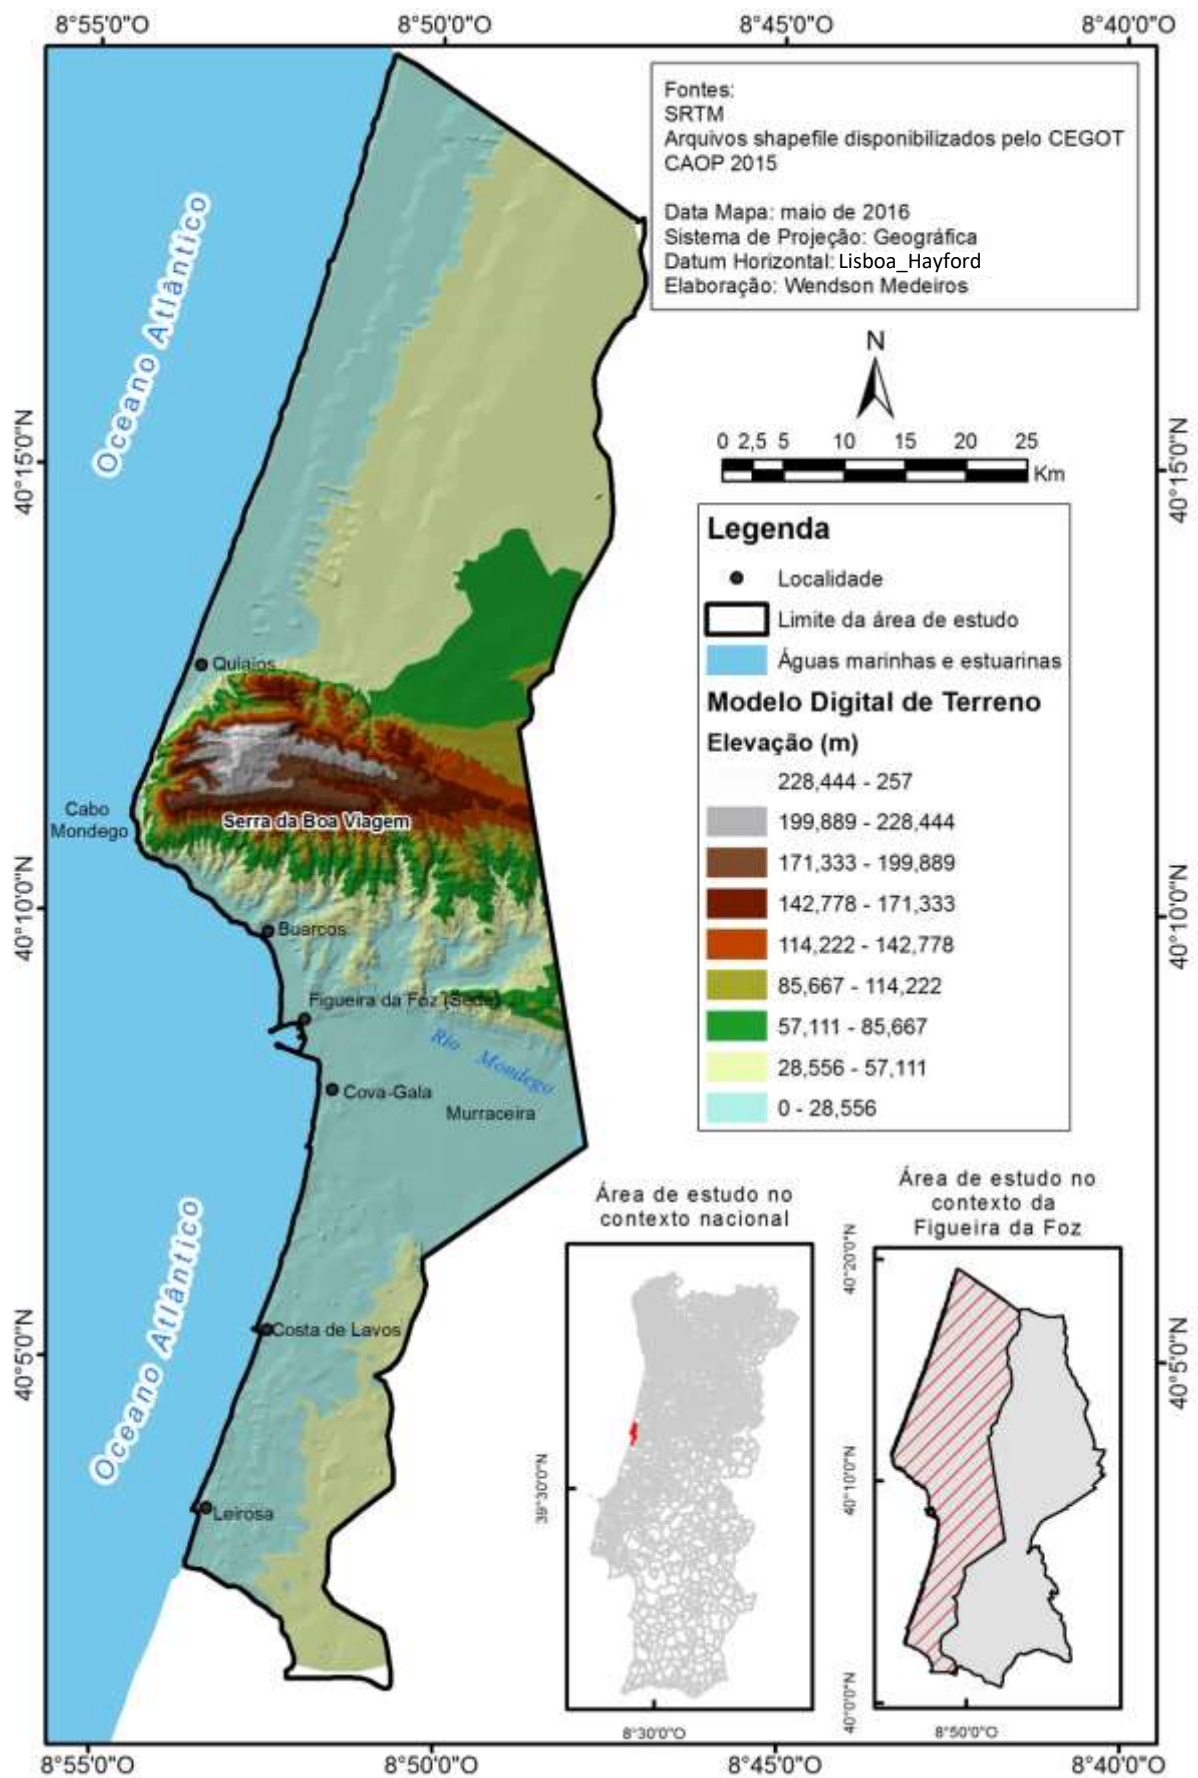 8°55'0"O
8°50'0"O
8°45'0"O
8°40'0"O
Fontes:
SRTM
Arquivos shapefile disponibilizados pelo CEGOT
CAOP 2015
Data Mapa: maio de 2016
Sistema de Projeção: Geográfica
Datum Horizontal: Lisboa_Hayford
Elaboração: Wendson Medeiros
Oceano Atlântico
N
40°15'0"N
40°15'0"N
0 2,5 5 10 15 20 25
Km
Legenda
Localidade
Limite da área de estudo
Águas marinhas e estuarinas
Modelo Digital de Terreno
Elevação (m)
228,444 - 257
199,889 - 228,444
171,333 - 199,889
142,778 - 171,333
114,222 - 142,778
85,667 - 114,222
57,111 - 85,667
28,556 - 57,111
0 - 28,556
Quiaios
Cabo
Mondego
Serra da Boa Viagem
40°10'0"N
40°10'0"N
Buarcos
Figueira da Foz (Sede)
Rio Mondego
Cova-Gala
Murraceira
Oceano Atlântico
Costa de Lavos
40°5'0"N
40°5'0"N
Leirosa
Área de estudo no
contexto nacional
39°30'0"N
8°30'0"O
Área de estudo no
contexto da
Figueira da Foz
40°20'0"N
40°10'0"N
40°0'0"N
8°50'0"O
8°55'0"O
8°50'0"O
8°45'0"O
8°40'0"O